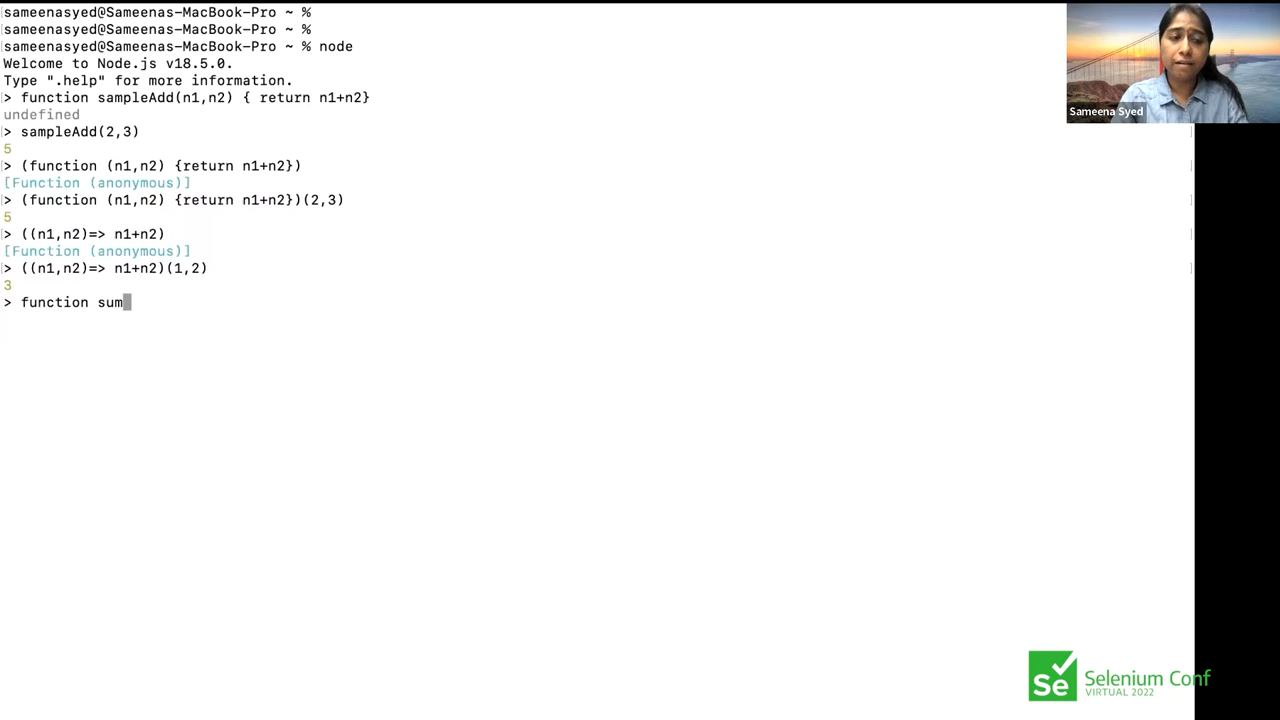 sameenasyed@Sameenas-MacBook-Pro ~ %
sameenasyed@Sameenas-MacBook-Pro ~ %
sameenasyed@Sameenas-MacBook-Pro ~ % node
Welcome to Node.js v18.5.0.
Type ".help" for more information.
> function sampleAdd(n1,n2) { return n1+n2}
undefined
> sampleAdd(2,3)
5
> (function (n1,n2) {return n1+n2})
[Function (anonymous)]
> (function (n1,n2) {return n1+n2})(2,3)
5
> ((n1,n2)=> n1+n2)
[Function (anonymous)]
> ((n1,n2)=> n1+n2)(1,2)
3
> function sum
Sameena Syed
Se
Selenium Conf
VIRTUAL 2022